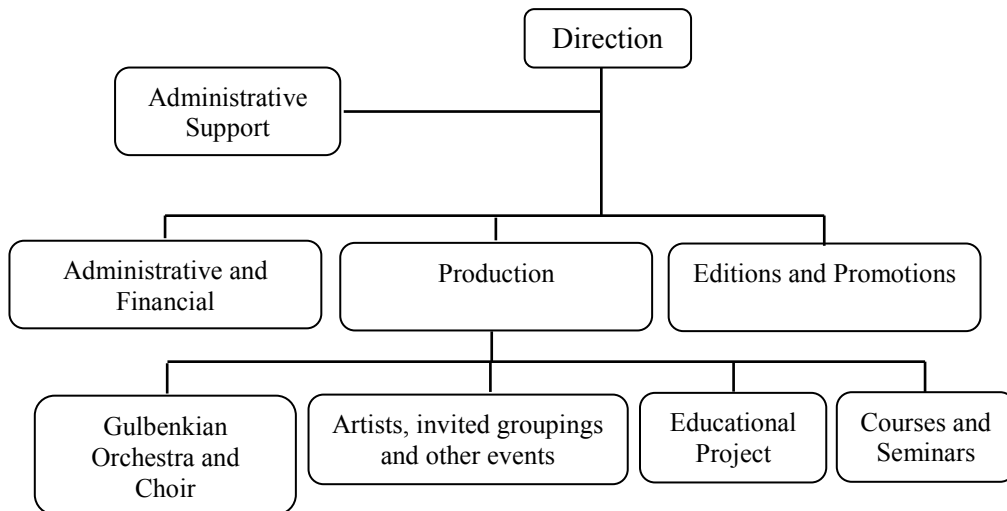 Direction
Administrative
Support
Administrative and
Financial
Production
Editions and Promotions
Gulbenkian
Orchestra and
Choir
Artists, invited groupings
and other events
Educational
Project
Courses and
Seminars